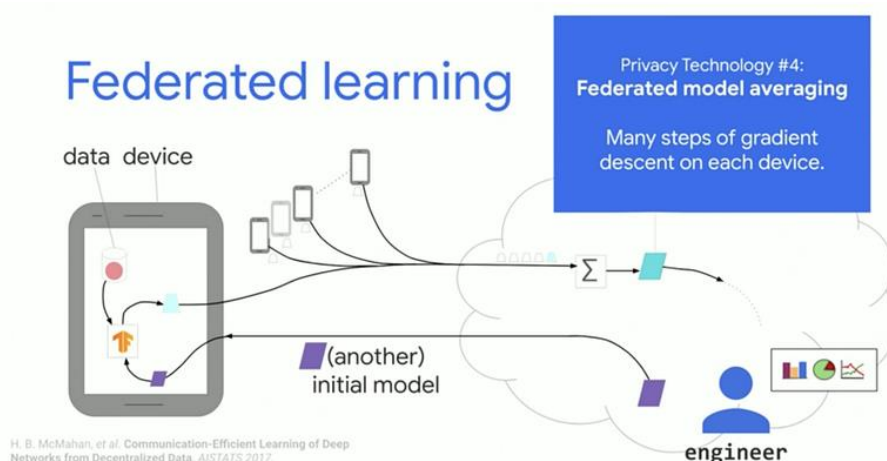 Federated learning
Privacy Technology #4:
Federated model averaging
Many steps of gradient
descent on each device.
data device
Σ
(another)
initial model
engineer
H. B. McMahan, et al. Communication-Efficient Learning of Deep
Networks from Decentralized Data. AISTATS 2017.